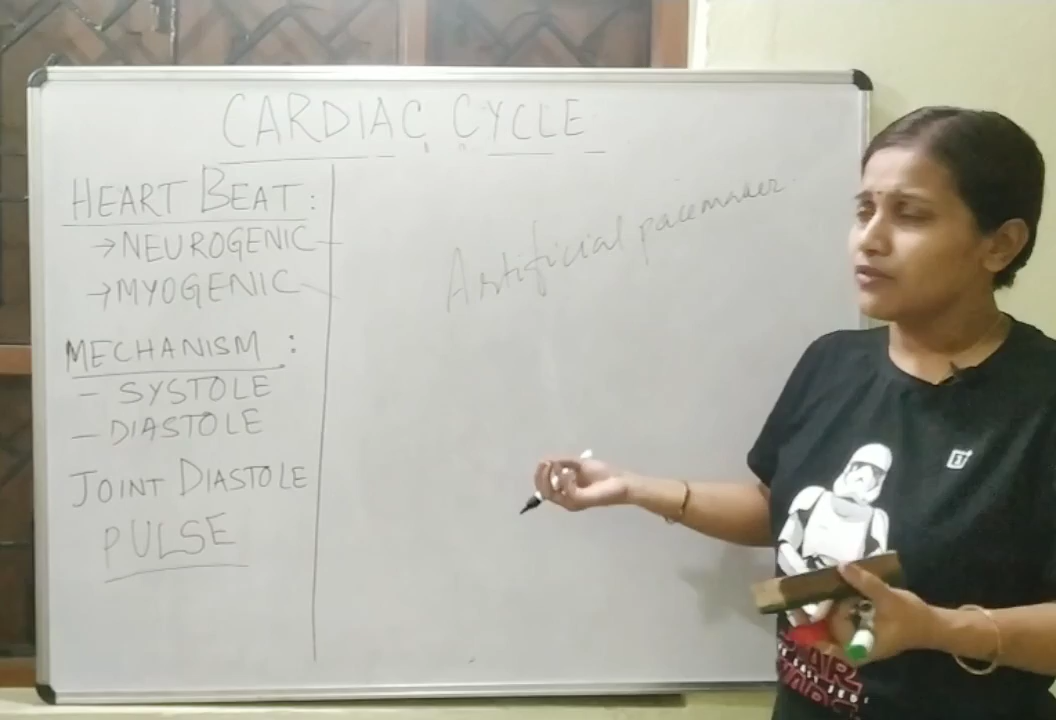 CARDIAC CYCLE
HEART BEAT:
→NEUROGENIC
→MYOGENIC
MECHANISM :
- SYSTOLE
- DIASTOLE
JOINT DIASTOLE
PULSE
Artificial pacemaker.